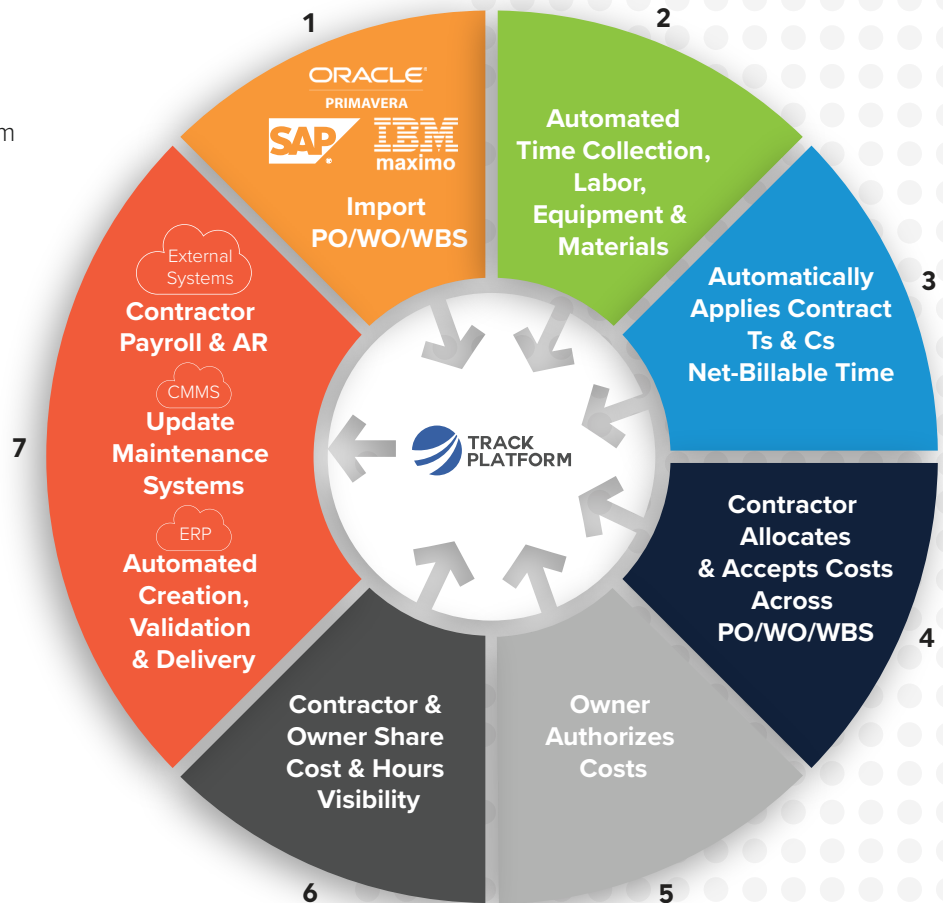 1
ORACLE®
PRIMAVERA
SAP®
IBM
maximo
Import
PO/WO/WBS
2
Automated
Time Collection,
Labor,
Equipment &
Materials
3
Automatically
Applies Contract
Ts & Cs
Net-Billable Time
4
Contractor
Allocates
& Accepts Costs
Across
PO/WO/WBS
5
Owner
Authorizes
Costs
6
Contractor &
Owner Share
Cost & Hours
Visibility
7
External
Systems
Contractor
Payroll & AR
CMMS
Update
Maintenance
Systems
ERP
Automated
Creation,
Validation
& Delivery
TRACK
PLATFORM